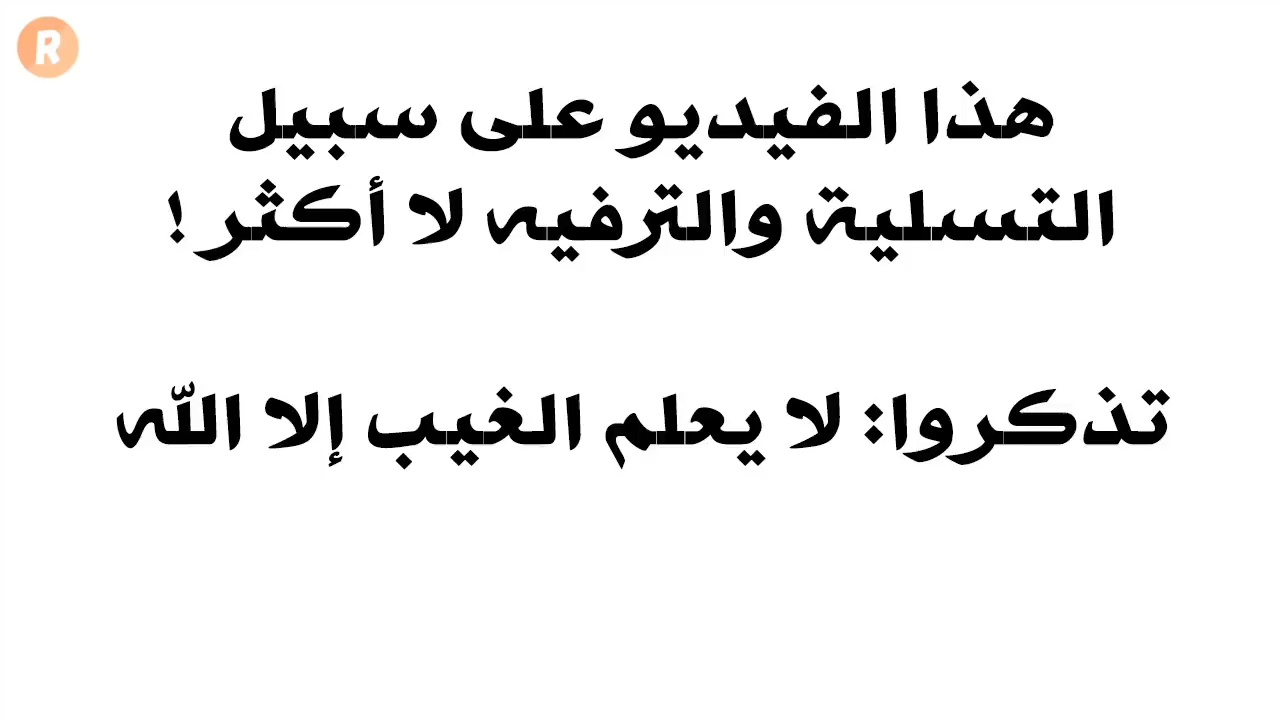 R
هذا الفيديو على سبيل
التسلية والترفيه لا أكثر !
تذكروا: لا يعلم الغيب إلا الله